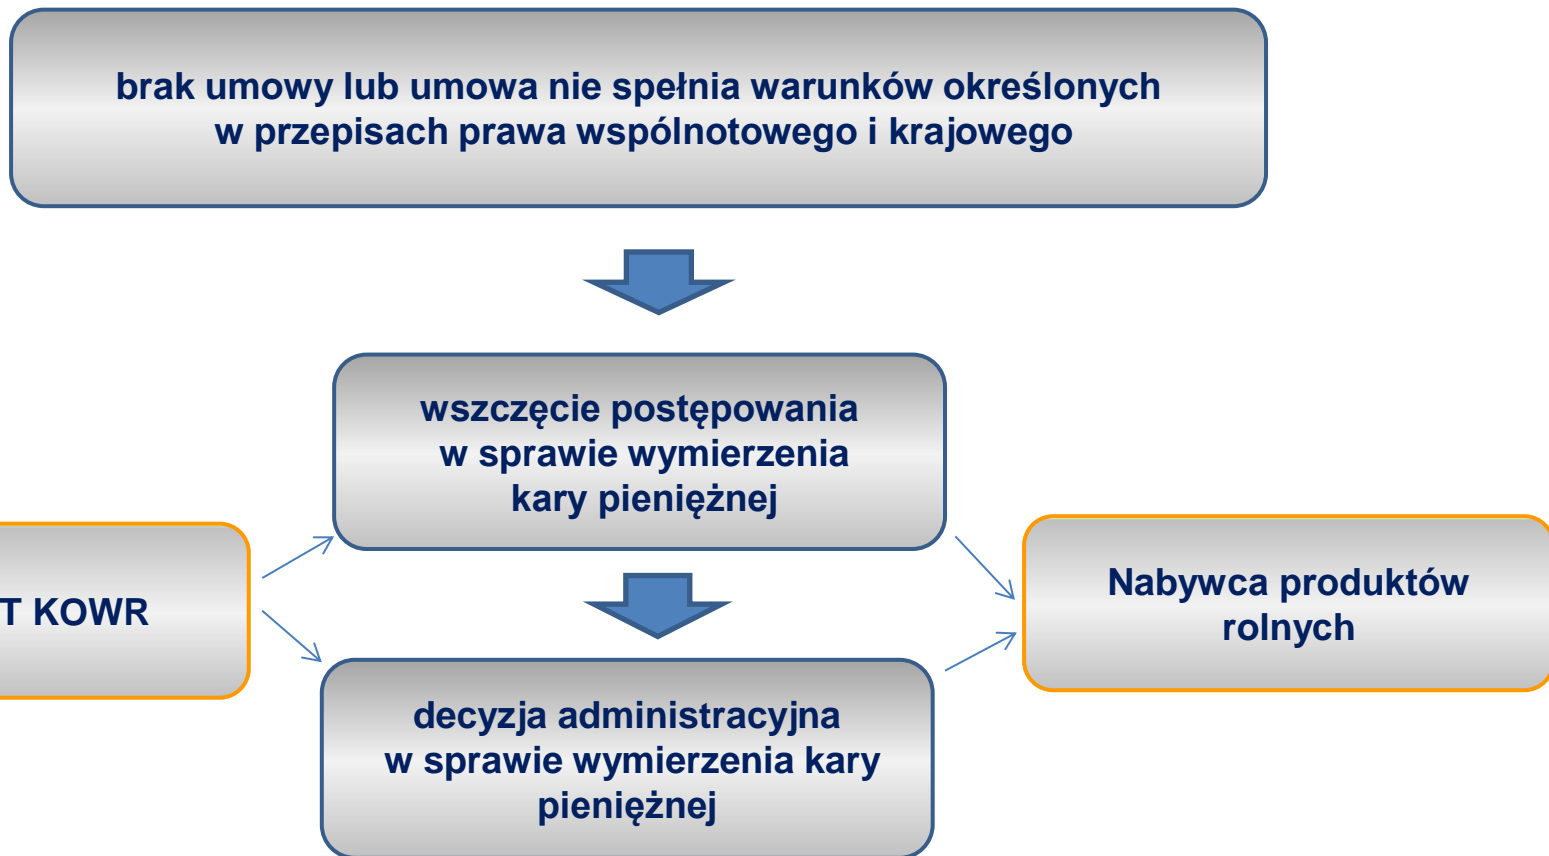 brak umowy lub umowa nie spełnia warunków określonych
w przepisach prawa wspólnotowego i krajowego
wszczęcie postępowania
w sprawie wymierzenia
kary pieniężnej
T KOWR
Nabywca produktów
rolnych
decyzja administracyjna
w sprawie wymierzenia kary
pieniężnej